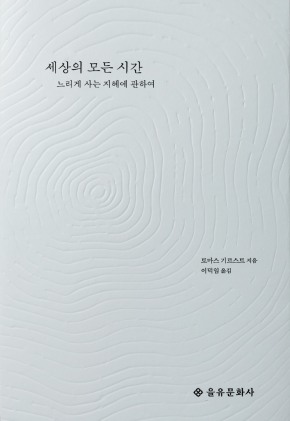 세상의 모든 시간
느리게 사는 지혜에 관하여
토마스 기르스트 지음
이덕임 옮김
을유문화사